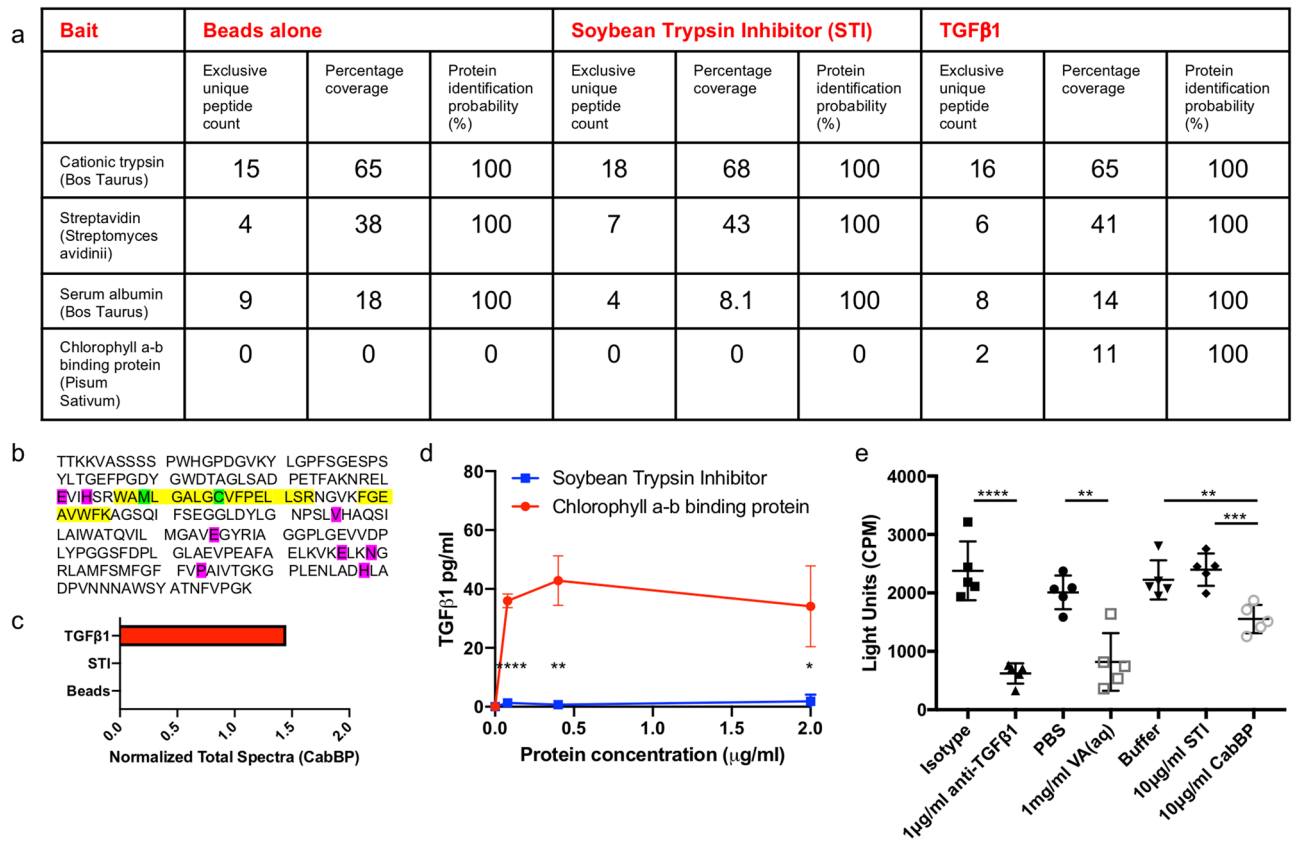 a
Bait
Beads alone
Soybean Trypsin Inhibitor (STI)
TGFβ1
Exclusive unique peptide count
Percentage coverage
Protein identification probability (%)
Exclusive unique peptide count
Percentage coverage
Protein identification probability (%)
Exclusive unique peptide count
Percentage coverage
Protein identification probability (%)
Cationic trypsin (Bos Taurus)
15 65 100 18 68 100 16 65 100
Streptavidin (Streptomyces avidinii)
4 38 100 7 43 100 6 41 100
Serum albumin (Bos Taurus)
9 18 100 4 8.1 100 8 14 100
Chlorophyll a-b binding protein (Pisum Sativum)
0 0 0 0 0 0 2 11 100
b
TTKKVASSSS PWHGPDGVKY LGPFSGESPS
YLTGEFPGDY GWDTAGLSAD PETFAKNREL
EVIHSRWAML GALGCVFPEL LSRNGVKFGE
AVWFKAGSQI FSEGGLDYLG NPSLVHAQSI
LAIWATQVIL MGAVEGYRIA GGPLGEVVDP
LYPGGSFDPL GLAEVPEAFA ELKVKELKNG
RLAMFSMFGF FVPAIVTGKG PLENLADHLA
DPVNNNAWSY ATNFVPGK
c
TGFβ1
STI
Beads
0.0 0.5 1.0 1.5 2.0
Normalized Total Spectra (CabBP)
d
Soybean Trypsin Inhibitor
Chlorophyll a-b binding protein
TGFβ1 pg/ml
80
60
40
20
0
**** ** *
0.0 0.5 1.0 1.5 2.0
Protein concentration (μg/ml)
e
Light Units (CPM)
4000
3000
2000
1000
0
**** ** ** ***
Isotype
1μg/ml anti-TGFβ1
PBS
1mg/ml VA(aq)
Buffer
10μg/ml STI
10μg/ml CabBP